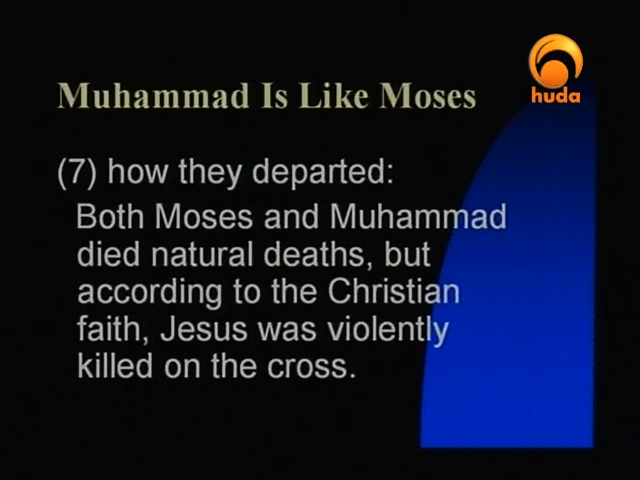 huda
Muhammad Is Like Moses
(7) how they departed:
Both Moses and Muhammad
died natural deaths, but
according to the Christian
faith, Jesus was violently
killed on the cross.